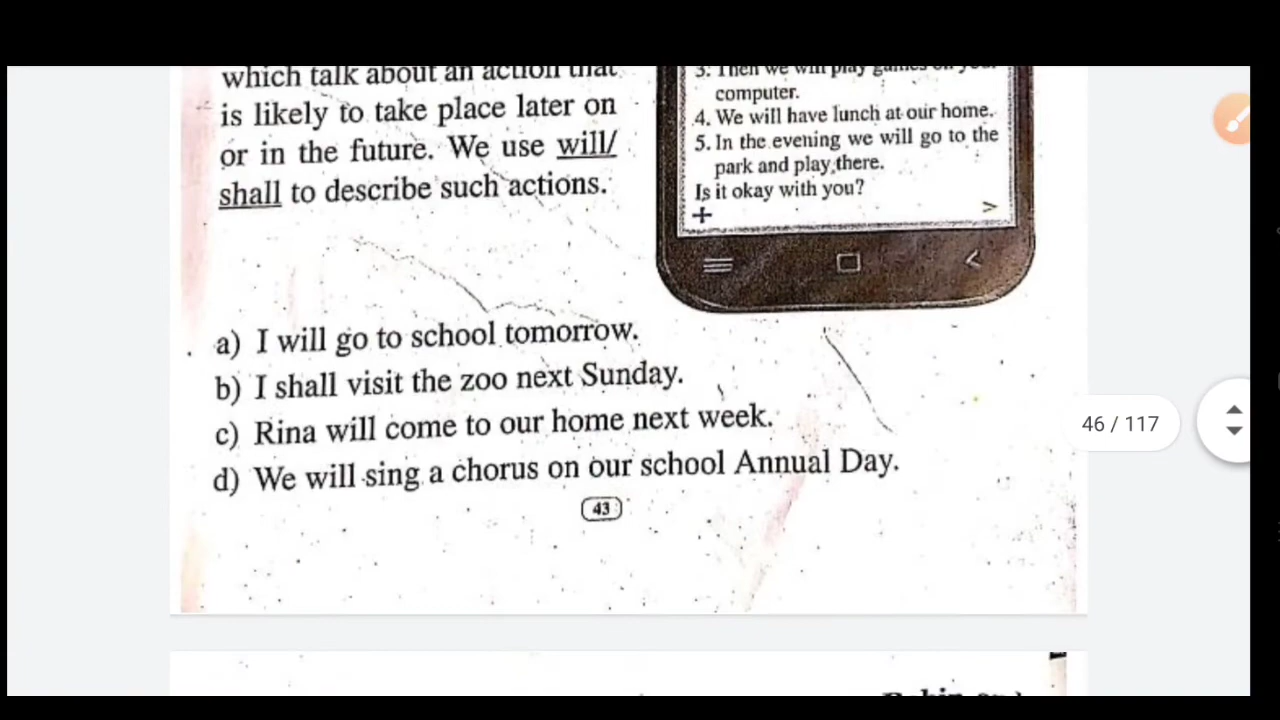 which talk about an action that
is likely to take place later on
or in the future. We use will/
shall to describe such actions.
3. Then we will play games on your
computer.
4. We will have lunch at our home.
5. In the evening we will go to the
park and play there.
Is it okay with you?
a) I will go to school tomorrow.
b) I shall visit the zoo next Sunday.
c) Rina will come to our home next week.
d) We will sing a chorus on our school Annual Day.
43
46 / 117